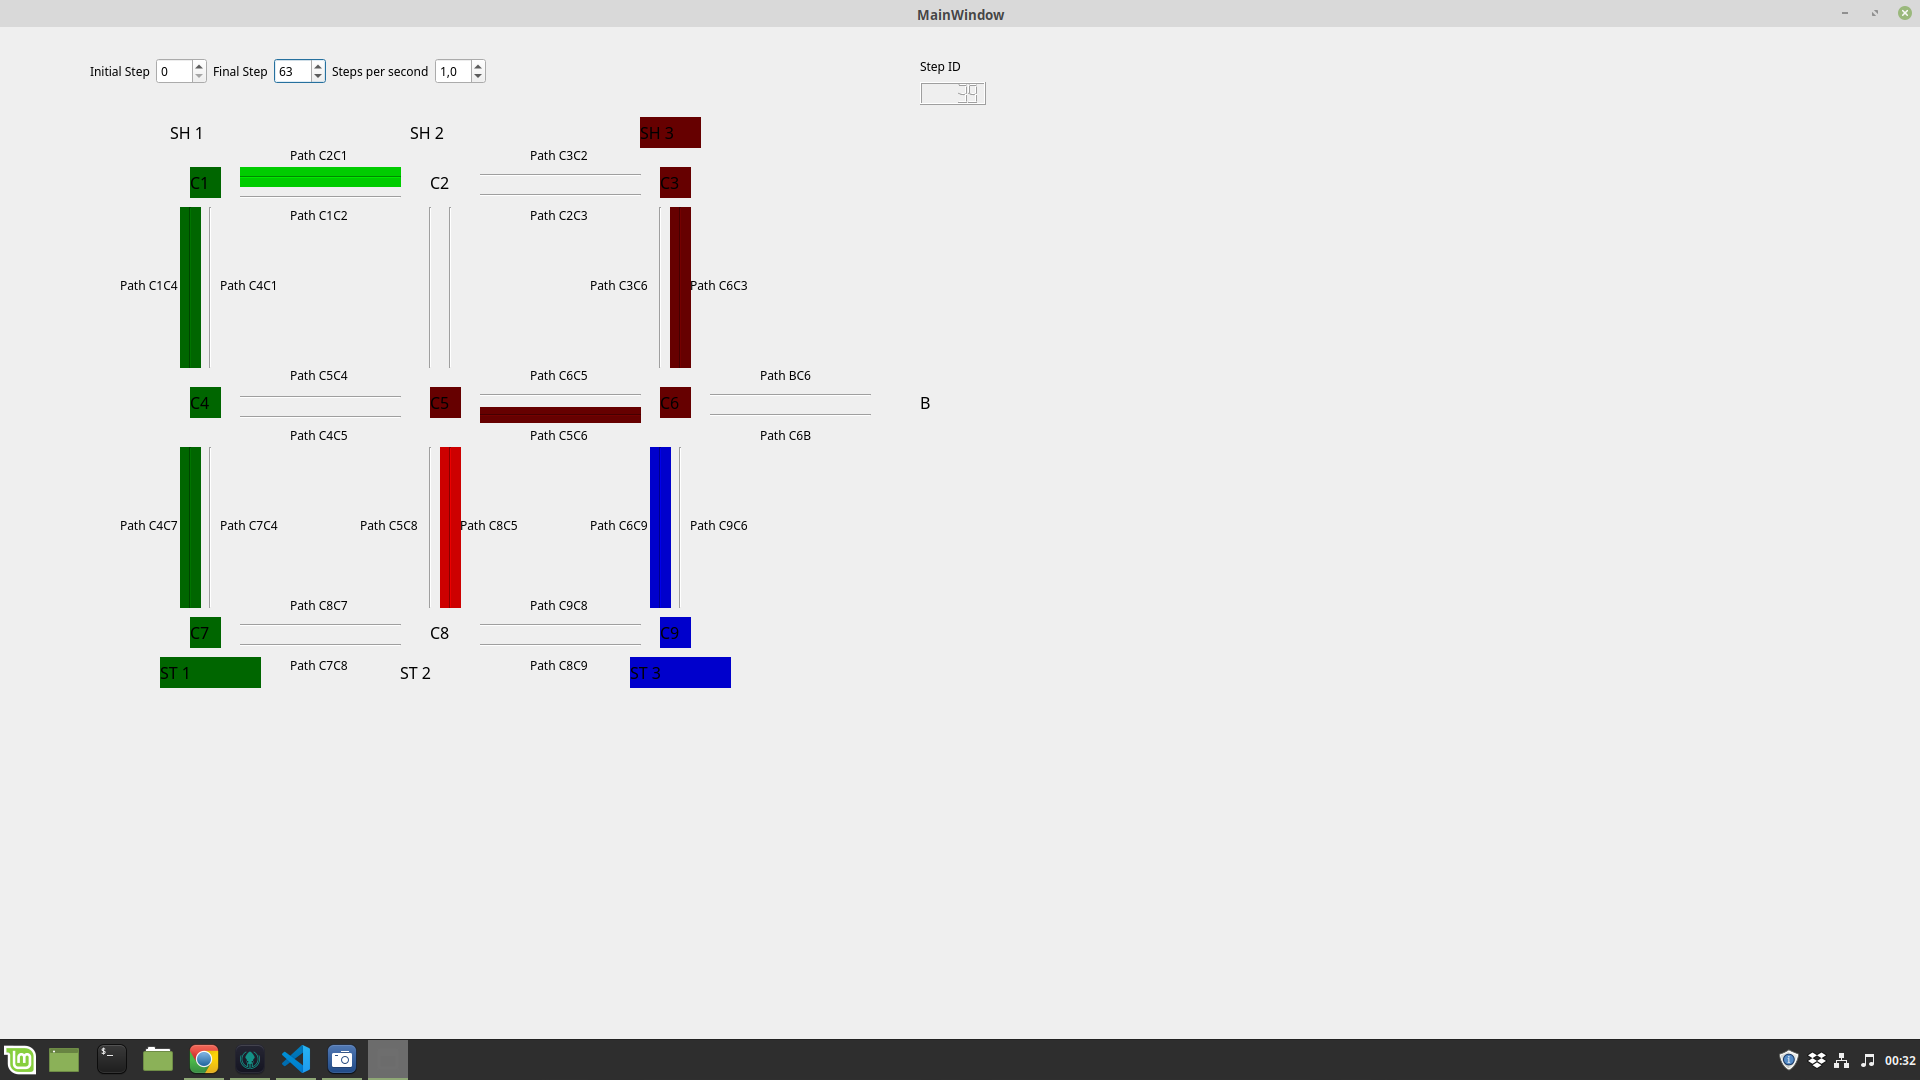 MainWindow
Initial Step 0 Final Step 63 Steps per second 1,0
Step ID
39
SH 1 SH 2 SH 3
Path C2C1 Path C3C2
C1 C2 C3
Path C1C2 Path C2C3
Path C1C4 Path C4C1 Path C3C6 Path C6C3
Path C5C4 Path C6C5 Path BC6
C4 C5 C6 B
Path C4C5 Path C5C6 Path C6B
Path C4C7 Path C7C4 Path C5C8 Path C8C5 Path C6C9 Path C9C6
Path C8C7 Path C9C8
C7 C8 C9
Path C7C8 Path C8C9
ST 1 ST 2 ST 3
00:32